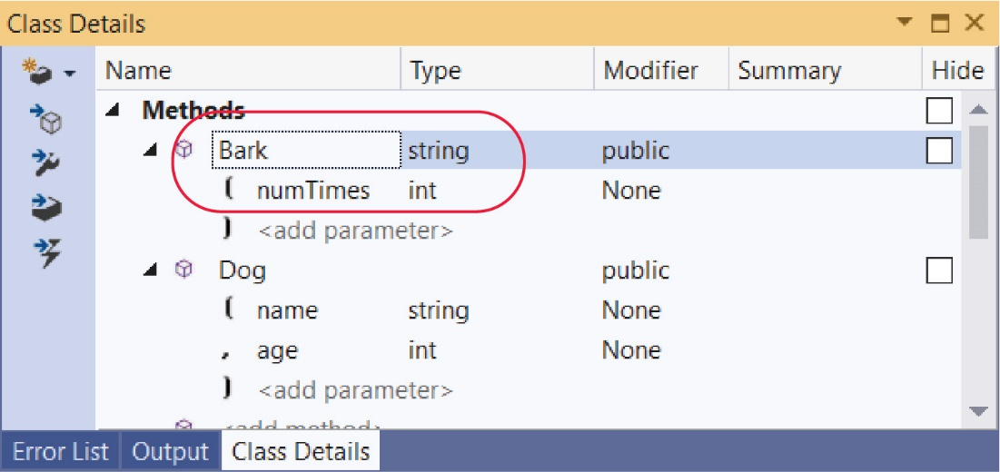 Class Details
Name Type Modifier Summary Hide
Methods
Bark string public
( numTimes int None
) <add parameter>
Dog public
( name string None
, age int None
) <add parameter>
<add method>
Error List Output Class Details